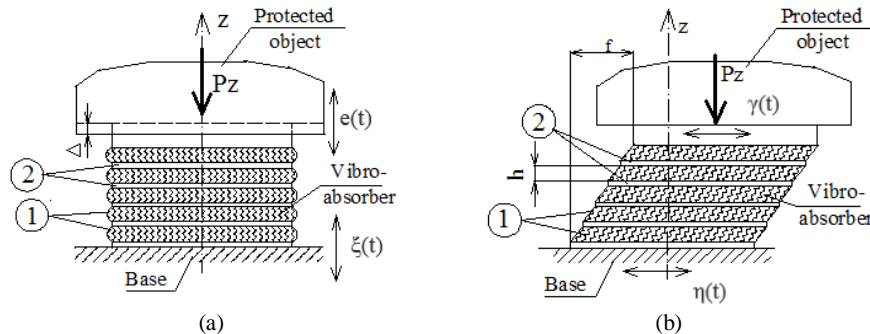 z
Protected
object
Pz
e(t)
Δ
2
1
Vibro-
absorber
ξ(t)
Base
(a)
f
z
Protected
object
Pz
γ(t)
2
h
1
Vibro-
absorber
Base
η(t)
(b)